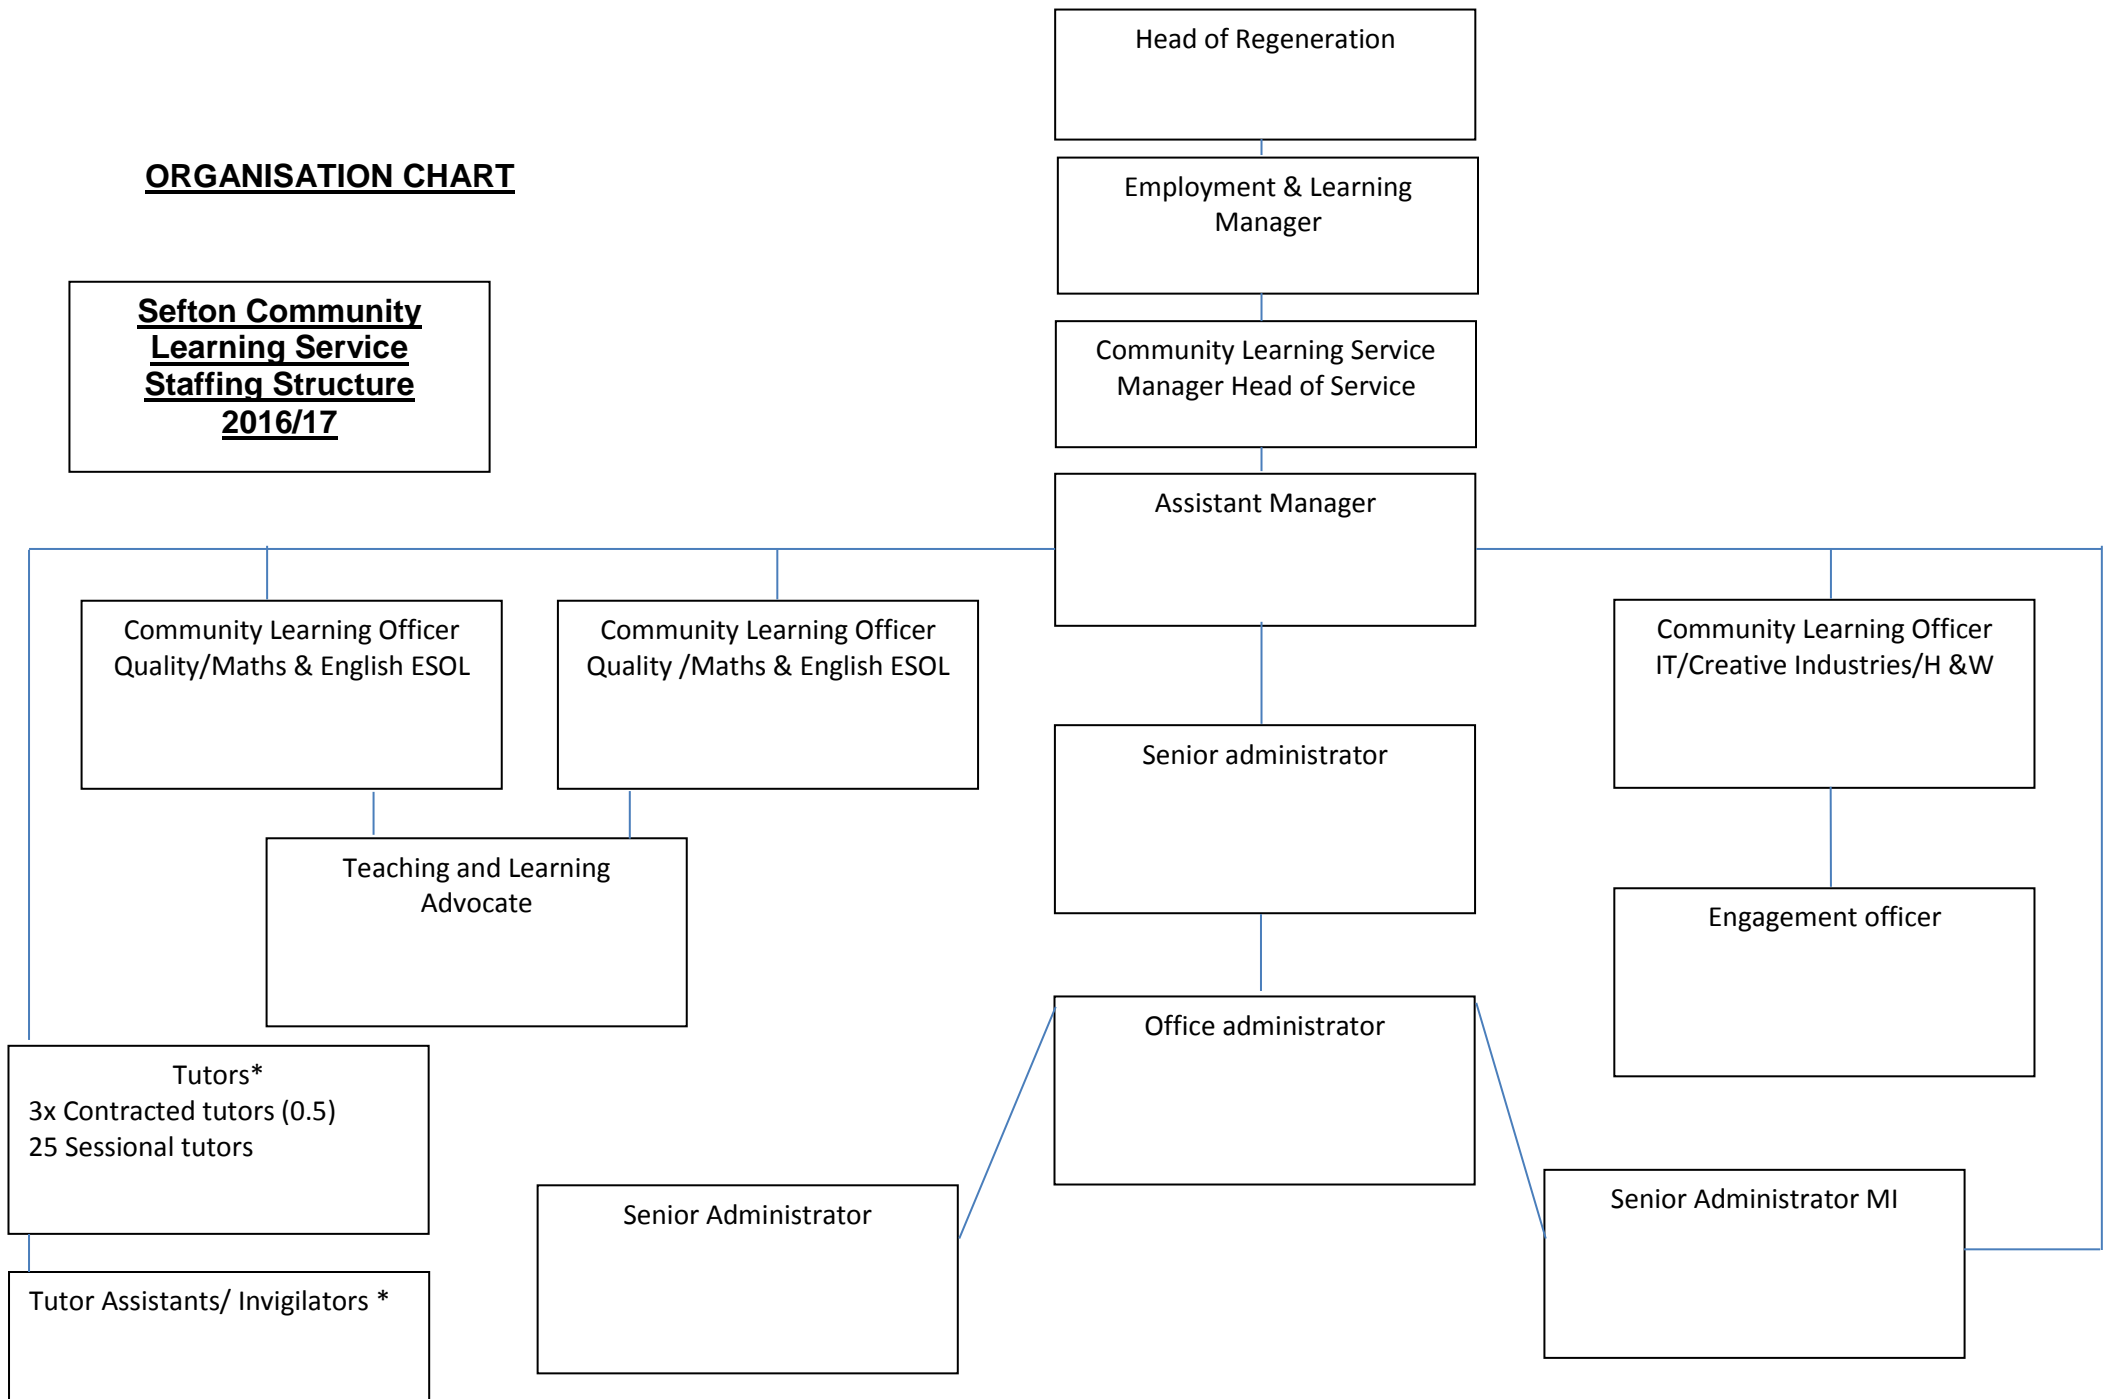 Head of Regeneration
ORGANISATION CHART
Employment & Learning
Manager
Sefton Community
Learning Service
Staffing Structure
2016/17
Community Learning Service
Manager Head of Service
Assistant Manager
Community Learning Officer
Quality/Maths & English ESOL
Community Learning Officer
Quality /Maths & English ESOL
Community Learning Officer
IT/Creative Industries/H &W
Senior administrator
Teaching and Learning
Advocate
Engagement officer
Office administrator
Tutors*
3x Contracted tutors (0.5)
25 Sessional tutors
Senior Administrator
Senior Administrator MI
Tutor Assistants/ Invigilators *